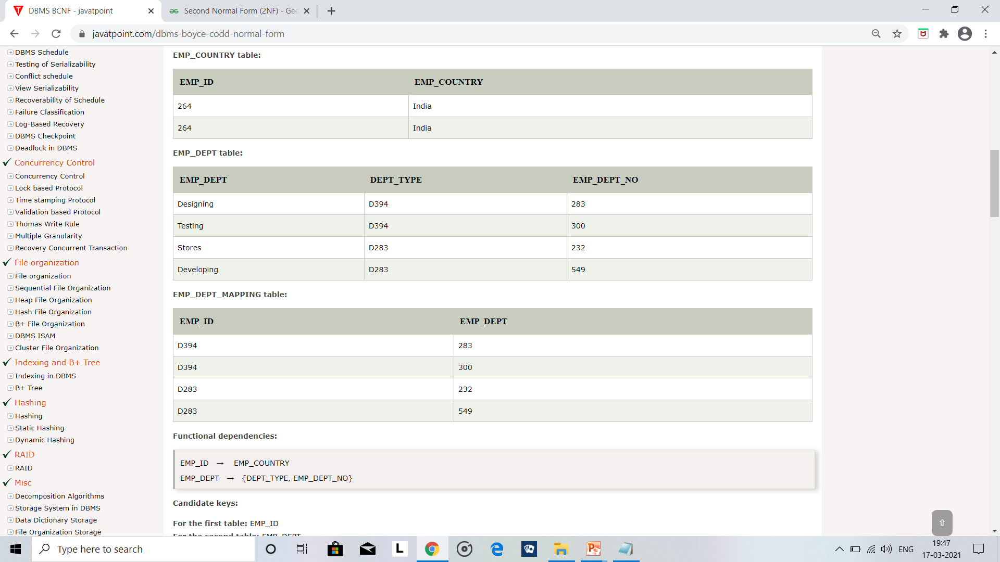 DBMS BCNF - javatpoint
Second Normal Form (2NF) - Gee
javatpoint.com/dbms-boyce-codd-normal-form
DBMS Schedule
Testing of Serializability
Conflict schedule
View Serializability
Recoverability of Schedule
Failure Classification
Log-Based Recovery
DBMS Checkpoint
Deadlock in DBMS
Concurrency Control
Concurrency Control
Lock based Protocol
Time stamping Protocol
Validation based Protocol
Thomas Write Rule
Multiple Granularity
Recovery Concurrent Transaction
File organization
File organization
Sequential File Organization
Heap File Organization
Hash File Organization
B+ File Organization
DBMS ISAM
Cluster File Organization
Indexing and B+ Tree
Indexing in DBMS
B+ Tree
Hashing
Hashing
Static Hashing
Dynamic Hashing
RAID
RAID
Misc
Decomposition Algorithms
Storage System in DBMS
Data Dictionary Storage
File Organization Storage
EMP_COUNTRY table:
EMP_ID EMP_COUNTRY
264 India
264 India
EMP_DEPT table:
EMP_DEPT DEPT_TYPE EMP_DEPT_NO
Designing D394 283
Testing D394 300
Stores D283 232
Developing D283 549
EMP_DEPT_MAPPING table:
EMP_ID EMP_DEPT
D394 283
D394 300
D283 232
D283 549
Functional dependencies:
EMP_ID → EMP_COUNTRY
EMP_DEPT → {DEPT_TYPE, EMP_DEPT_NO}
Candidate keys:
For the first table: EMP_ID
For the second table: EMP_DEPT
Type here to search
L
ENG
19:47
17-03-2021